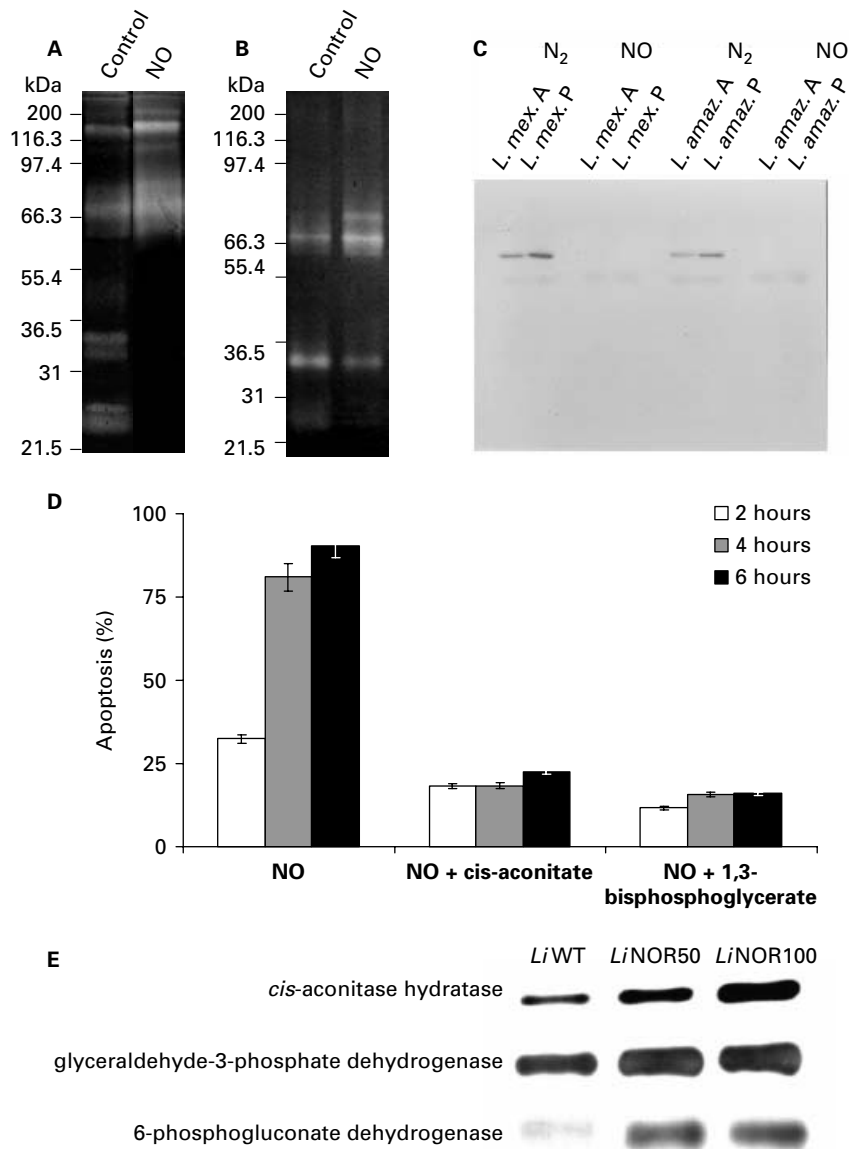 A
Control
NO
kDa
200
116.3
97.4
66.3
55.4
36.5
31
21.5
B
Control
NO
kDa
200
116.3
97.4
66.3
55.4
36.5
31
21.5
C
N2 NO N2 NO
L. mex. A
L. mex. P
L. mex. A
L. mex. P
L. amaz. A
L. amaz. P
L. amaz. A
L. amaz. P
D
Apoptosis (%)
100
75
50
25
0
2 hours
4 hours
6 hours
NO
NO + cis-aconitate
NO + 1,3-
bisphosphoglycerate
E
LiWT LiNOR50 LiNOR100
cis-aconitase hydratase
glyceraldehyde-3-phosphate dehydrogenase
6-phosphogluconate dehydrogenase